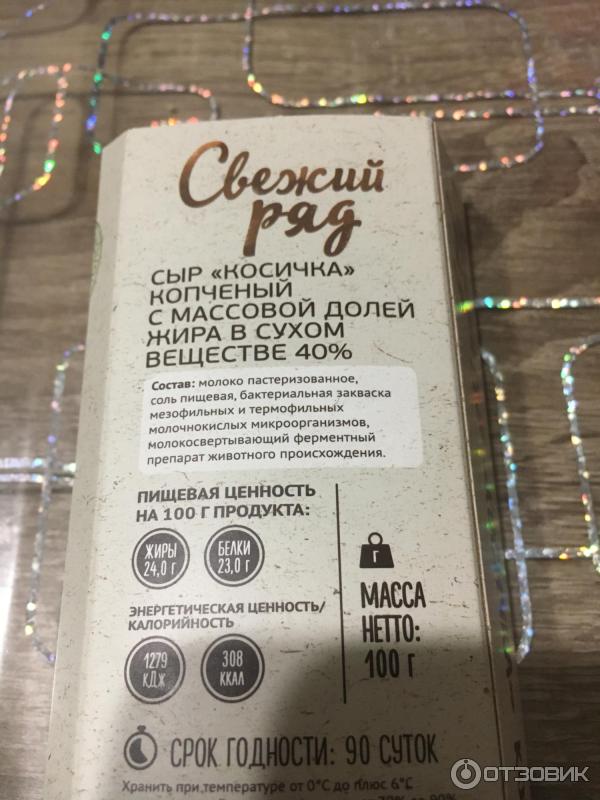 Свежий
ряд
СЫР «КОСИЧКА»
КОПЧЕНЫЙ
С МАССОВОЙ ДОЛЕЙ
ЖИРА В СУХОМ
ВЕЩЕСТВЕ 40%
Состав: молоко пастеризованное,
соль пищевая, бактериальная закваска
мезофильных и термофильных
молочнокислых микроорганизмов,
молокосвертывающий ферментный
препарат животного происхождения.
ПИЩЕВАЯ ЦЕННОСТЬ
НА 100 Г ПРОДУКТА:
ЖИРЫ
24,0 г
БЕЛКИ
23,0 г
ЭНЕРГЕТИЧЕСКАЯ ЦЕННОСТЬ/
КАЛОРИЙНОСТЬ
1279
кДж
308
ККАЛ
г
МАССА
НЕТТО:
100 г
СРОК ГОДНОСТИ: 90 СУТОК
Хранить при температуре от 0°С до плюс 6°С
ОТЗОВИК